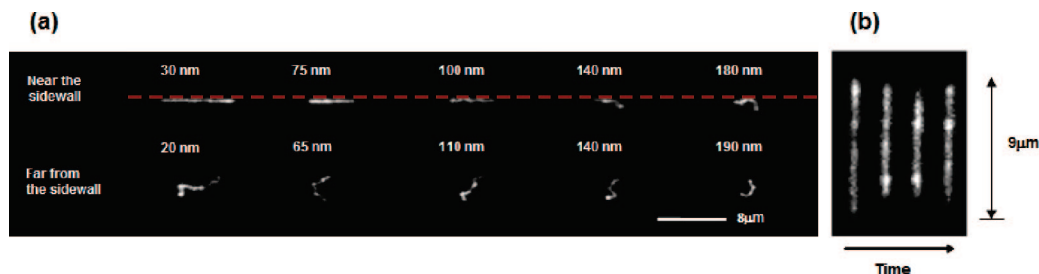 (a)
(b)
30 nm 75 nm 100 nm 140 nm 180 nm
Near the
sidewall
20 nm 65 nm 110 nm 140 nm 190 nm
Far from
the sidewall
8μm
9μm
Time